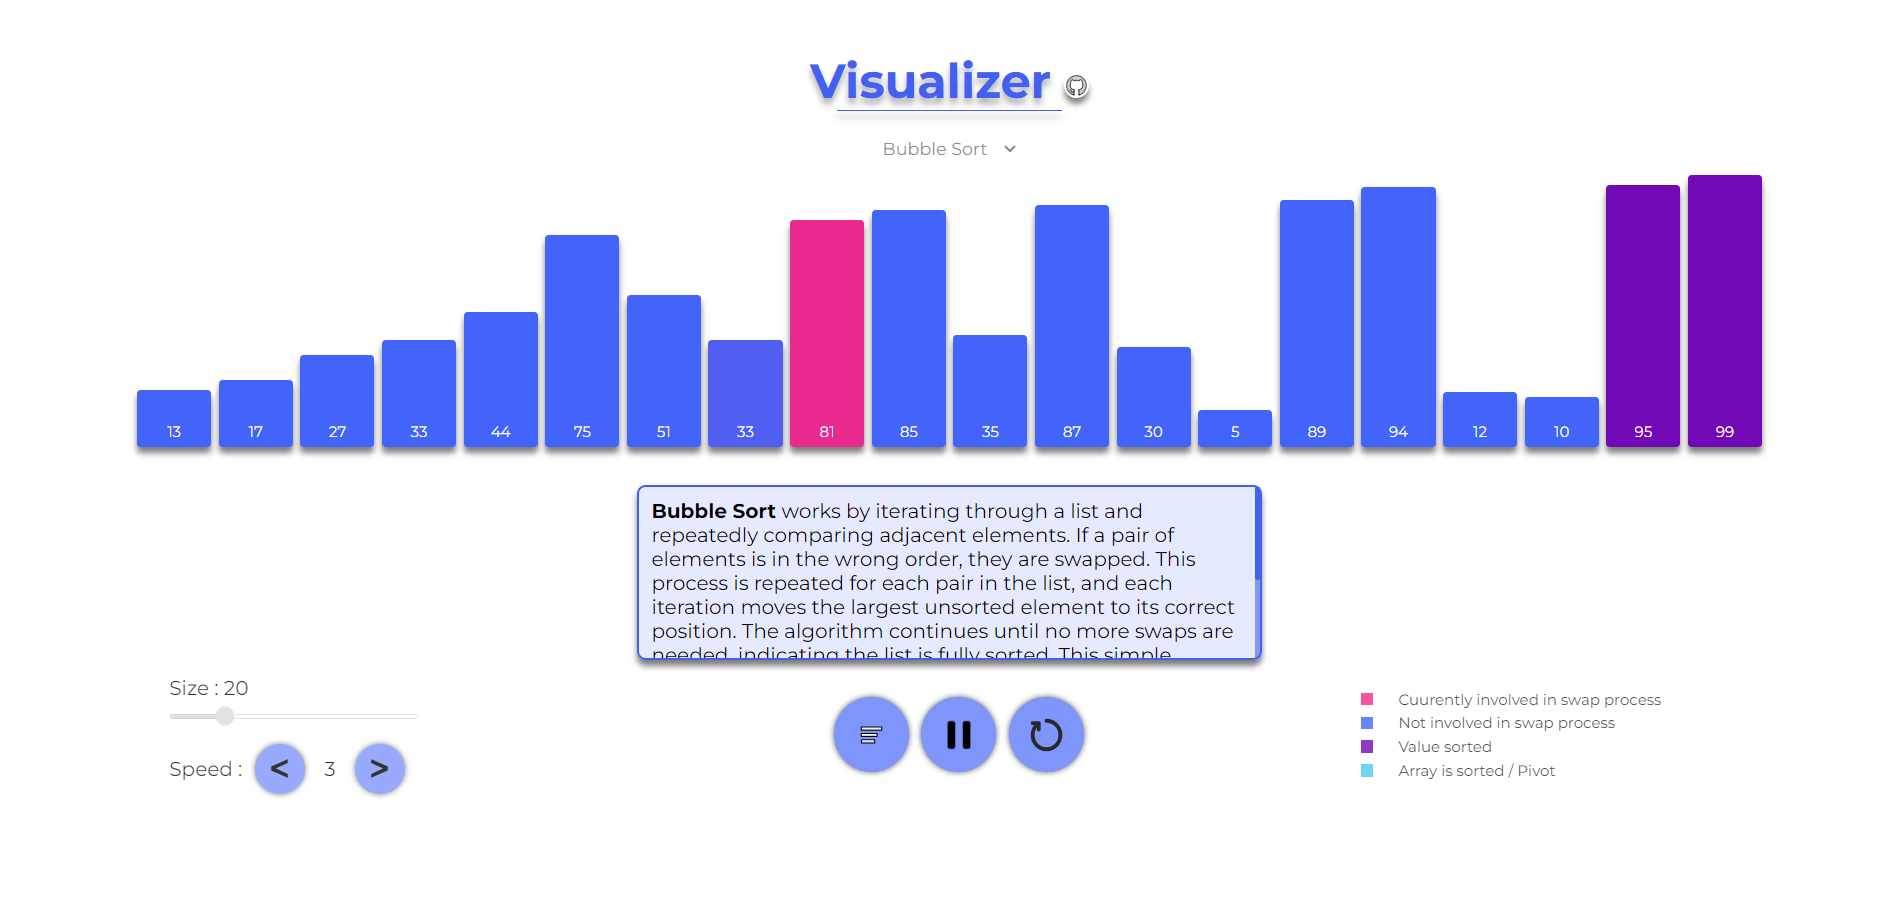 Visualizer
Bubble Sort
13 17 27 33 44 75 51 33 81 85 35 87 30 5 89 94 12 10 95 99
Bubble Sort works by iterating through a list and
repeatedly comparing adjacent elements. If a pair of
elements is in the wrong order, they are swapped. This
process is repeated for each pair in the list, and each
iteration moves the largest unsorted element to its correct
position. The algorithm continues until no more swaps are
needed, indicating the list is fully sorted. This simple
Size : 20
Speed : < 3 >
Cuurently involved in swap process
Not involved in swap process
Value sorted
Array is sorted / Pivot